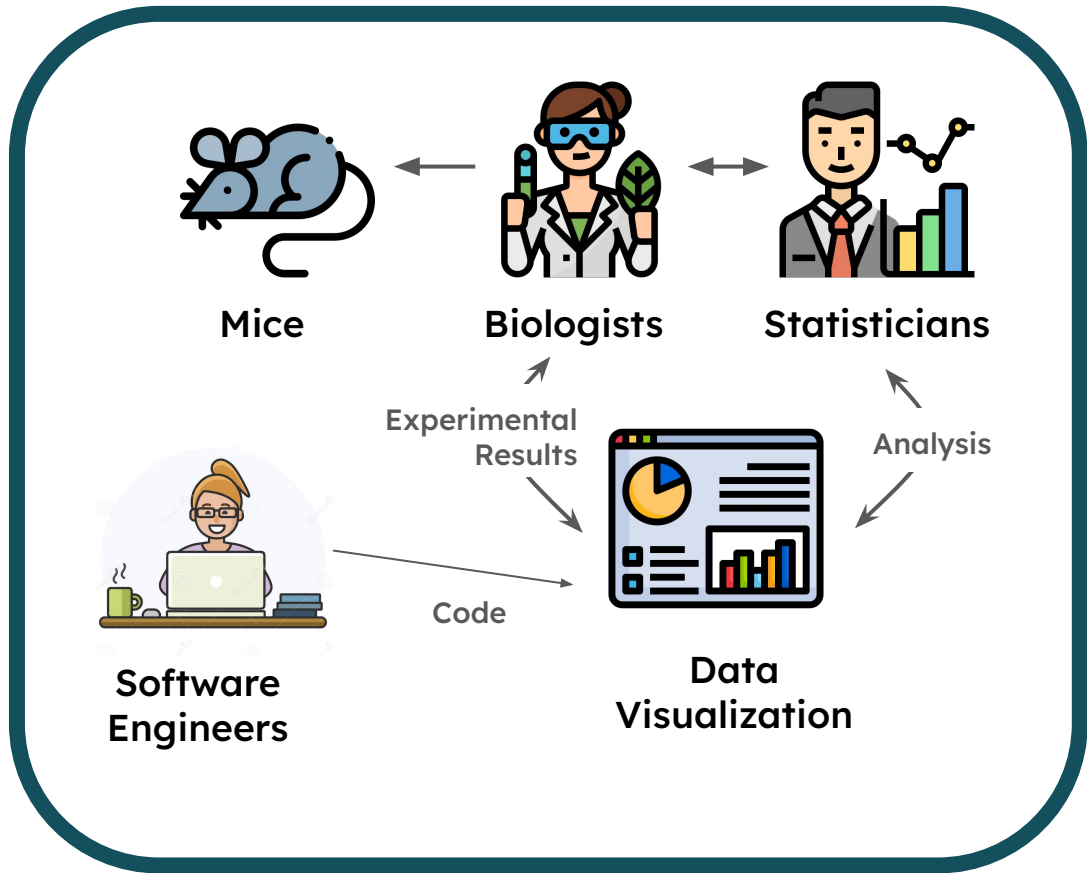 Mice
Biologists
Statisticians
Experimental
Results
Analysis
Code
Software
Engineers
Data
Visualization